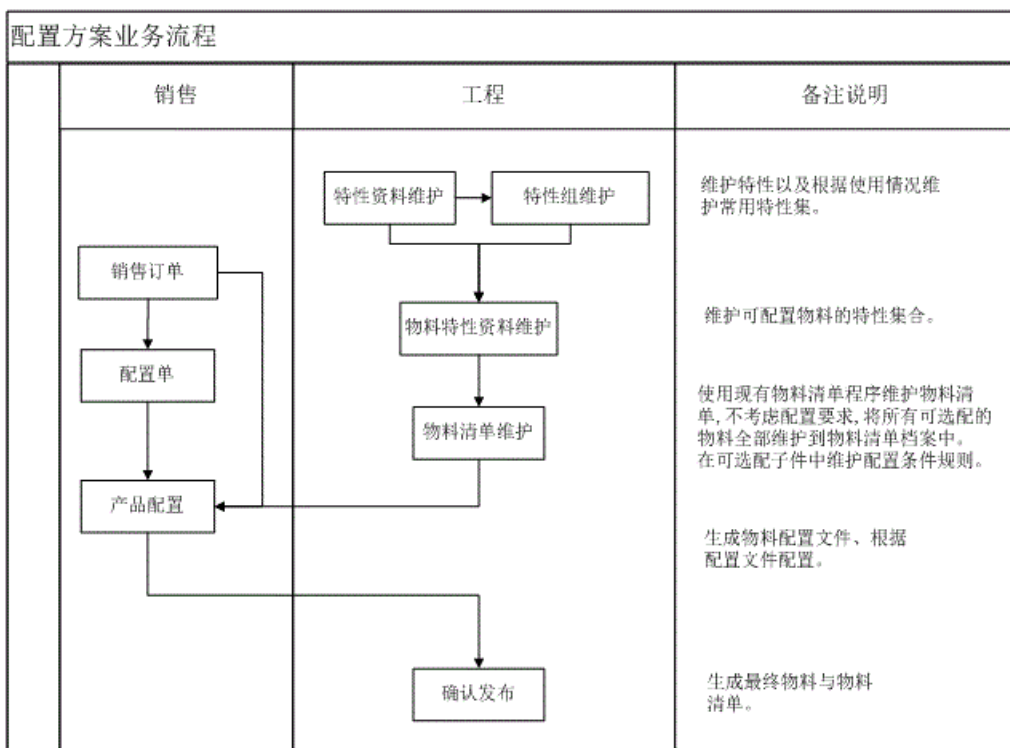 配置方案业务流程
销售
工程
备注说明
特性资料维护
特性组维护
维护特性以及根据使用情况维
护常用特性集。
销售订单
物料特性资料维护
维护可配置物料的特性集合。
配置单
物料清单维护
使用现有物料清单程序维护物料清
单,不考虑配置要求,将所有可选配的
物料全部维护到物料清单档案中。
在可选配子件中维护配置条件规则。
产品配置
生成物料配置文件、根据
配置文件配置。
确认发布
生成最终物料与物料
清单。